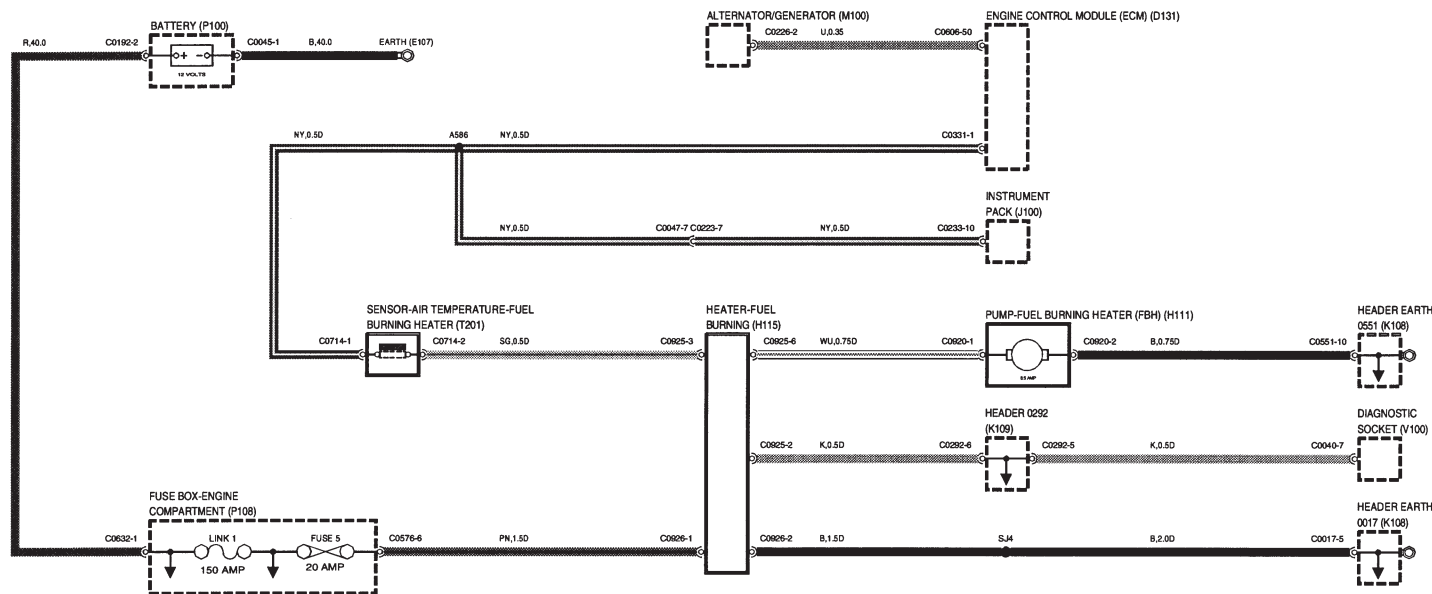 BATTERY (P100)
R,40.0
C0192-2
C0045-1
B,40.0
EARTH (E107)
12 VOLTS
ALTERNATOR/GENERATOR (M100)
C0226-2
U,0.35
C0606-50
ENGINE CONTROL MODULE (ECM) (D131)
NY,0.5D
A586
NY,0.5D
C0331-1
INSTRUMENT
PACK (J100)
NY,0.5D
C0047-7 C0223-7
NY,0.5D
C0233-10
SENSOR-AIR TEMPERATURE-FUEL
BURNING HEATER (T201)
C0714-1
C0714-2
SG,0.5D
C0925-3
HEATER-FUEL
BURNING (H115)
C0925-6
WU,0.75D
C0920-1
PUMP-FUEL BURNING HEATER (FBH) (H111)
C0920-2
B,0.75D
C0551-10
HEADER EARTH
0551 (K108)
C0925-2
K,0.5D
C0292-6
HEADER 0292
(K109)
C0292-5
K,0.5D
C0040-7
DIAGNOSTIC
SOCKET (V100)
FUSE BOX-ENGINE
COMPARTMENT (P108)
C0632-1
LINK 1
150 AMP
FUSE 5
20 AMP
C0576-6
PN,1.5D
C0926-1
C0926-2
B,1.5D
SJ4
B,2.0D
C0017-5
HEADER EARTH
0017 (K108)